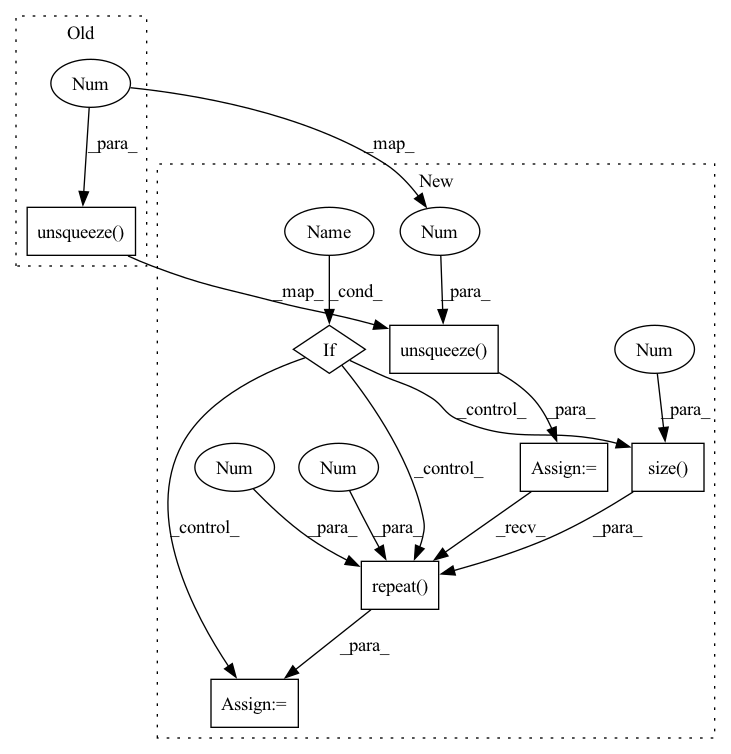 Old
Num
_para_
_map_
New
unsqueeze()
Name
Num
_map_
_cond_
_para_
If
unsqueeze()
Num
_control_
_para_
_para_
Num
Num
_control_
Assign:=
size()
_control_
_para_
_para_
_recv_
_para_
repeat()
_para_
Assign:=